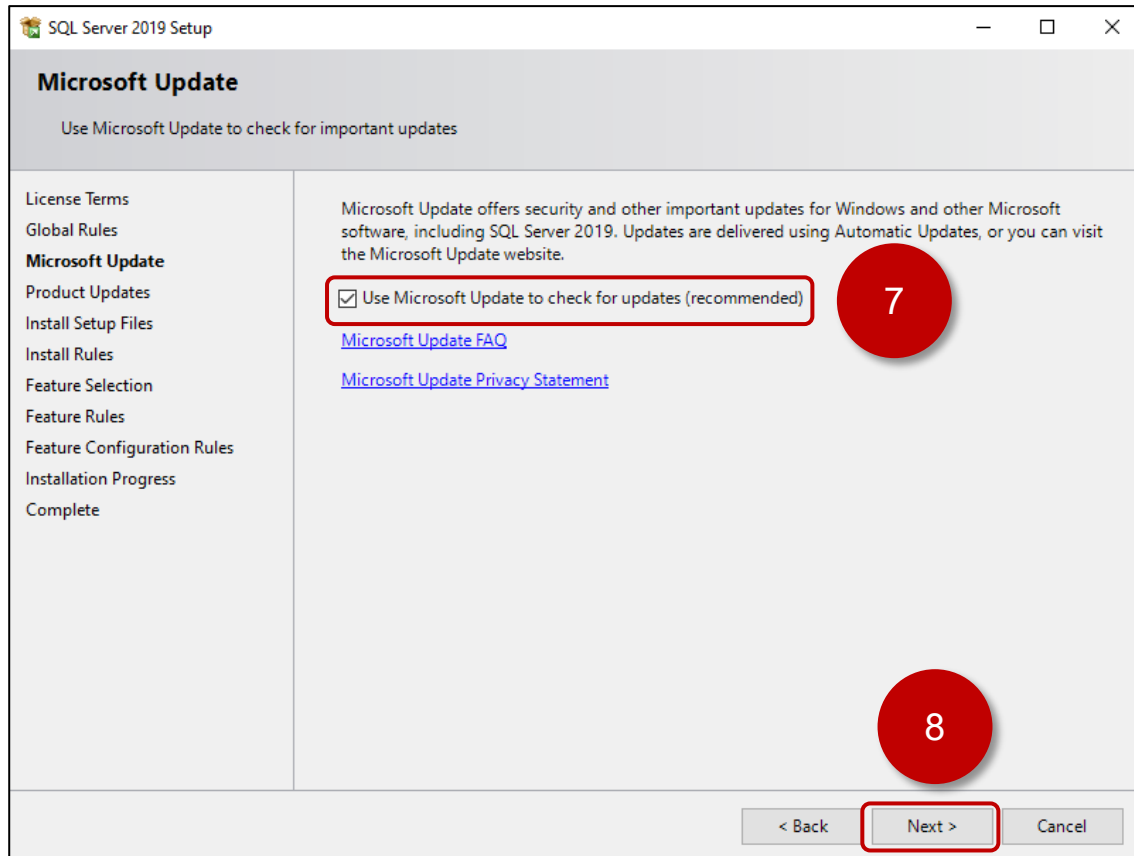 SQL Server 2019 Setup
Microsoft Update
Use Microsoft Update to check for important updates
License Terms
Global Rules
Microsoft Update
Product Updates
Install Setup Files
Install Rules
Feature Selection
Feature Rules
Feature Configuration Rules
Installation Progress
Complete
Microsoft Update offers security and other important updates for Windows and other Microsoft
software, including SQL Server 2019. Updates are delivered using Automatic Updates, or you can visit
the Microsoft Update website.
Use Microsoft Update to check for updates (recommended)
7
Microsoft Update FAQ
Microsoft Update Privacy Statement
8
< Back
Next >
Cancel